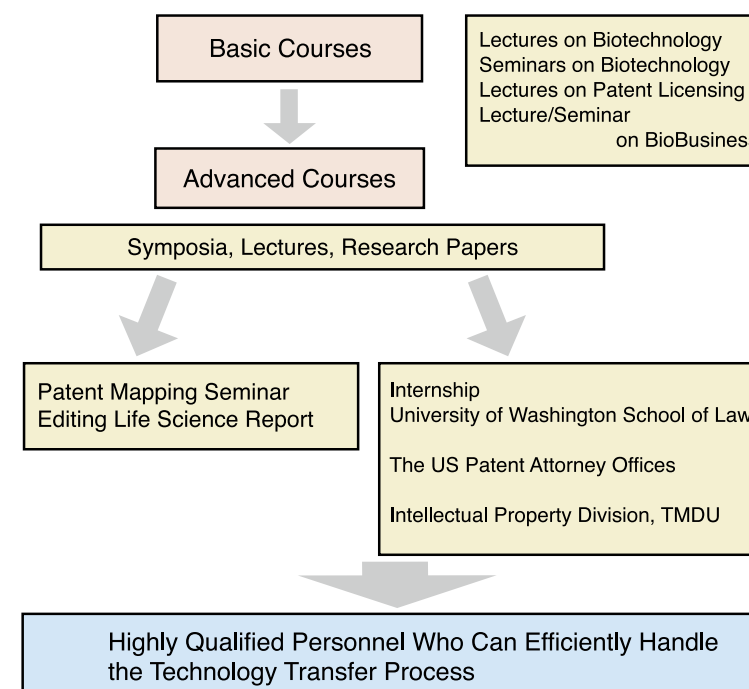 Basic Courses
Lectures on Biotechnology
Seminars on Biotechnology
Lectures on Patent Licensing
Lecture/Seminar
on BioBusines
Advanced Courses
Symposia, Lectures, Research Papers
Patent Mapping Seminar
Editing Life Science Report
Internship
University of Washington School of Law
The US Patent Attorney Offices
Intellectual Property Division, TMDU
Highly Qualified Personnel Who Can Efficiently Handle
the Technology Transfer Process